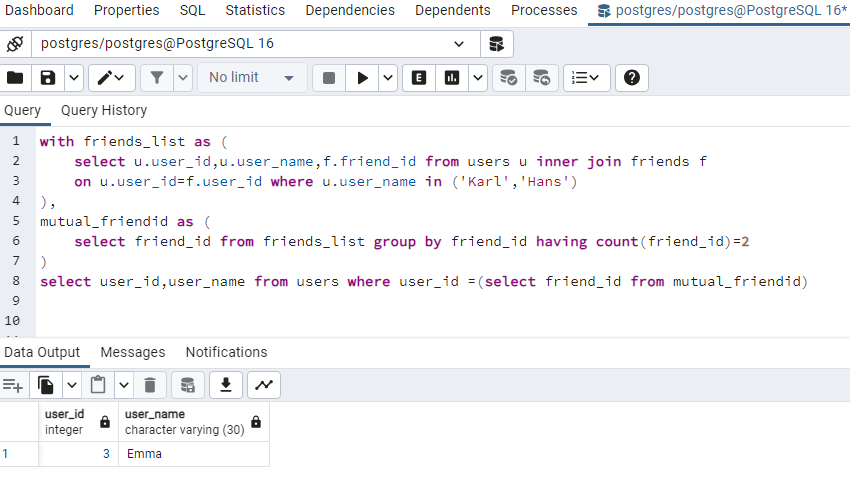 Dashboard Properties SQL Statistics Dependencies Dependents Processes postgres/postgres@PostgreSQL 16*
postgres/postgres@PostgreSQL 16
No limit
E
Query Query History
1 with friends_list as (
2 select u.user_id,u.user_name,f.friend_id from users u inner join friends f
3 on u.user_id=f.user_id where u.user_name in ('Karl','Hans')
4 ),
5 mutual_friendid as (
6 select friend_id from friends_list group by friend_id having count(friend_id)=2
7 )
8 select user_id,user_name from users where user_id =(select friend_id from mutual_friendid)
9
10
Data Output Messages Notifications
user_id user_name
integer character varying (30)
1 3 Emma